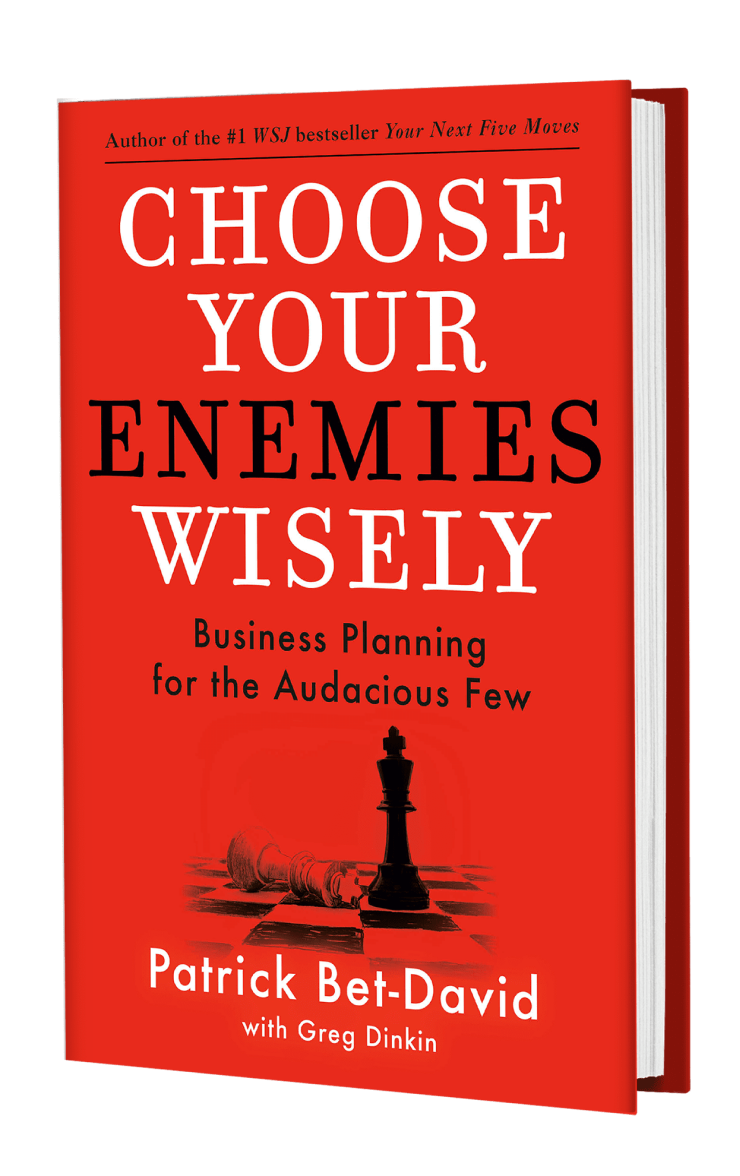 Author of the #1 WSJ bestseller Your Next Five Moves
CHOOSE
YOUR
ENEMIES
WISELY
Business Planning
for the Audacious Few
Patrick Bet-David
with Greg Dinkin